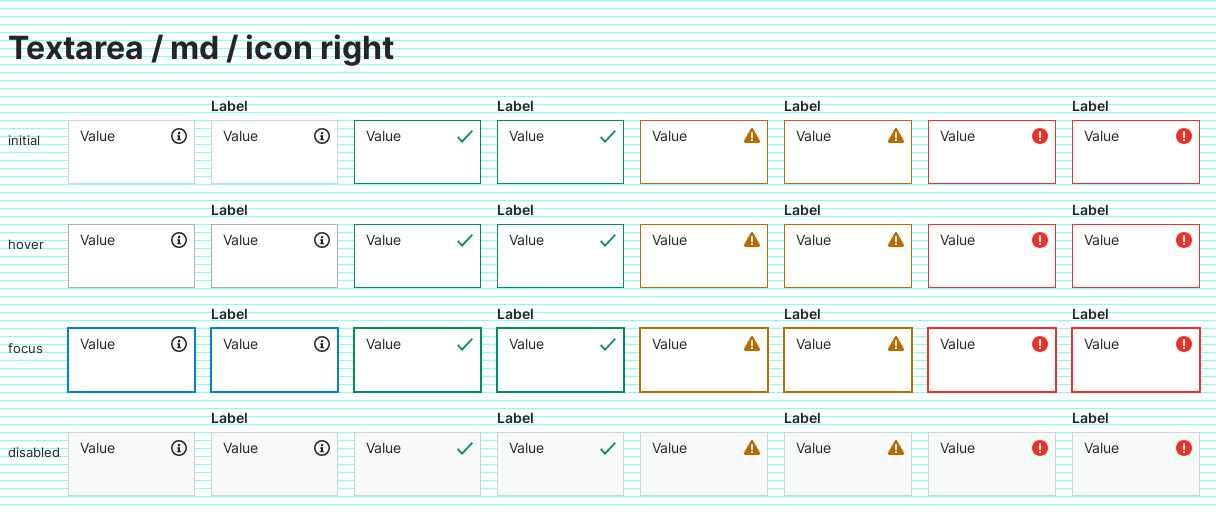 Textarea / md / icon right
Label Label Label Label
initial Value Value Value Value Value Value Value Value
Label Label Label Label
hover Value Value Value Value Value Value Value Value
Label Label Label Label
focus Value Value Value Value Value Value Value Value
Label Label Label Label
disabled Value Value Value Value Value Value Value Value